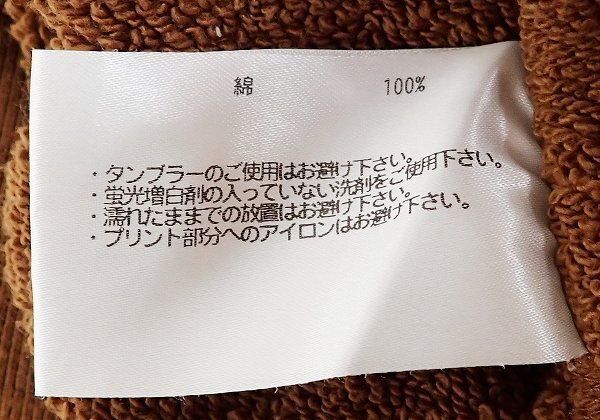 綿 100%
・タンブラーのご使用はお避け下さい。
・蛍光増白剤の入っていない洗剤をご使用下さい。
・濡れたままでの放置はお避け下さい。
・プリント部分へのアイロンはお避け下さい。